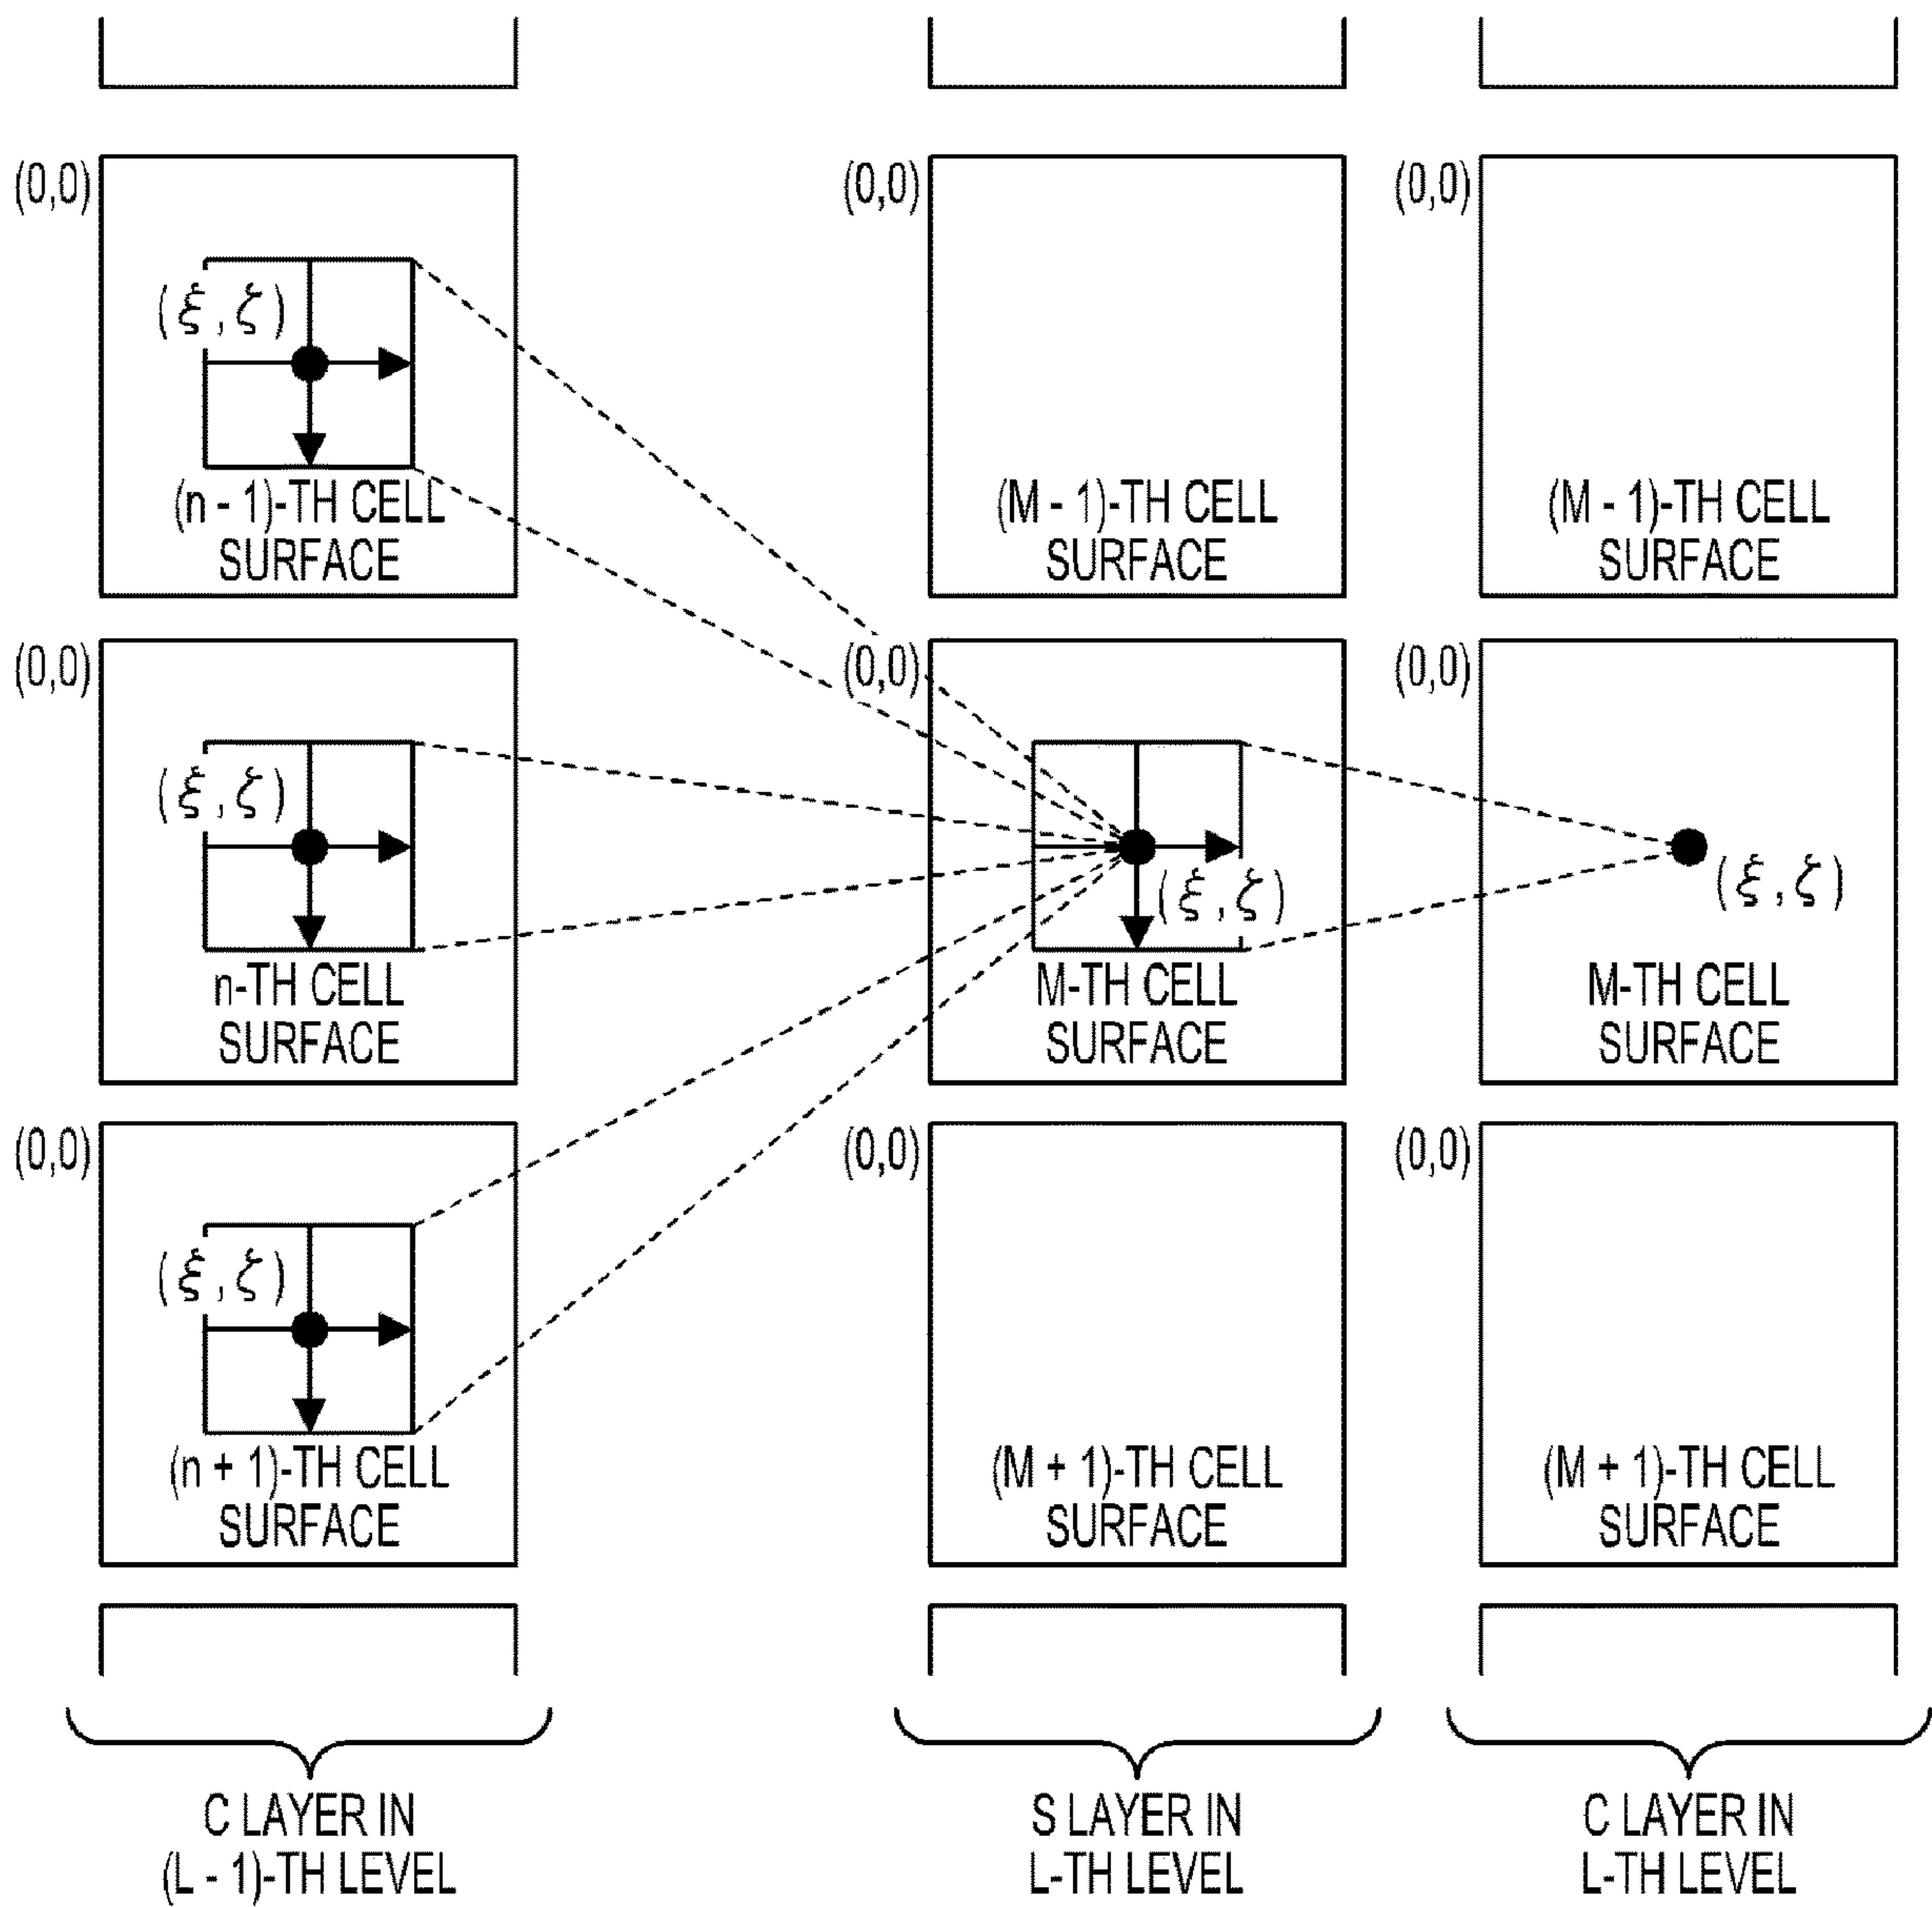 (0,0)
(ξ,ζ)
(n - 1)-TH CELL
SURFACE
(0,0)
(M - 1)-TH CELL
SURFACE
(0,0)
(M - 1)-TH CELL
SURFACE
(0,0)
(ξ,ζ)
n-TH CELL
SURFACE
(0,0)
(ξ,ζ)
M-TH CELL
SURFACE
(0,0)
(ξ,ζ)
M-TH CELL
SURFACE
(0,0)
(ξ,ζ)
(n + 1)-TH CELL
SURFACE
(0,0)
(M + 1)-TH CELL
SURFACE
(0,0)
(M + 1)-TH CELL
SURFACE
C LAYER IN
(L - 1)-TH LEVEL
S LAYER IN
L-TH LEVEL
C LAYER IN
L-TH LEVEL